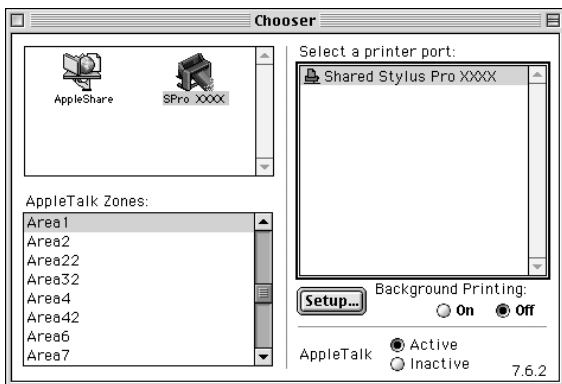 Chooser
AppleShare
SPro XXXX
AppleTalk Zones:
Area1
Area2
Area22
Area32
Area4
Area42
Area6
Area7
Select a printer port:
Shared Stylus Pro XXXX
Setup...
Background Printing:
On Off
AppleTalk
Active
Inactive
7.6.2